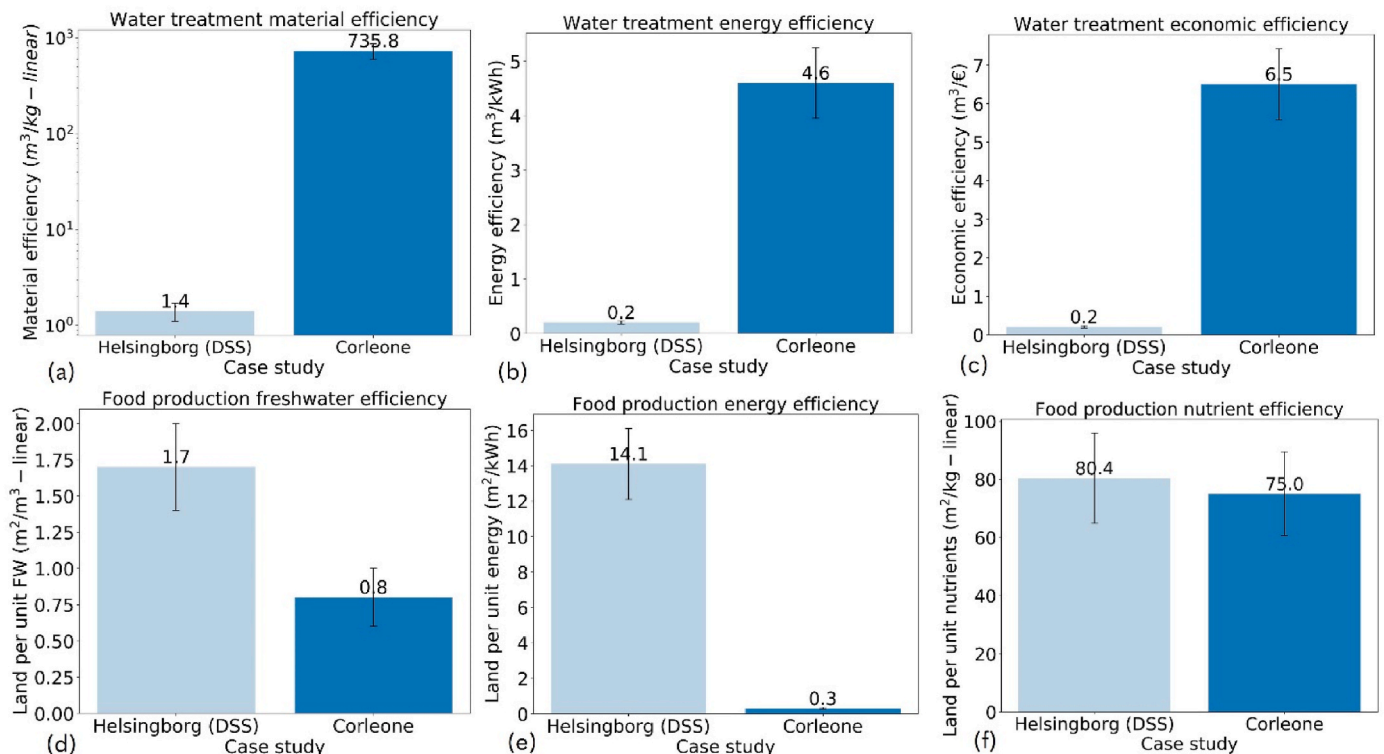 Water treatment material efficiency
Material efficiency (m³/kg – linear)
10³
10²
10¹
10⁰
735.8
1.4
Helsingborg (DSS) Corleone
Case study
(a)
Water treatment energy efficiency
Energy efficiency (m³/kWh)
5
4
3
2
1
0
4.6
0.2
Helsingborg (DSS) Corleone
Case study
(b)
Water treatment economic efficiency
Economic efficiency (m³/€)
7
6
5
4
3
2
1
0
6.5
0.2
Helsingborg (DSS) Corleone
Case study
(c)
Food production freshwater efficiency
Land per unit FW (m²/m³ – linear)
2.00
1.75
1.50
1.25
1.00
0.75
0.50
0.25
0.00
1.7
0.8
Helsingborg (DSS) Corleone
Case study
(d)
Food production energy efficiency
Land per unit energy (m²/kWh)
16
14
12
10
8
6
4
2
0
14.1
0.3
Helsingborg (DSS) Corleone
Case study
(e)
Food production nutrient efficiency
Land per unit nutrients (m²/kg – linear)
100
80
60
40
20
0
80.4
75.0
Helsingborg (DSS) Corleone
Case study
(f)